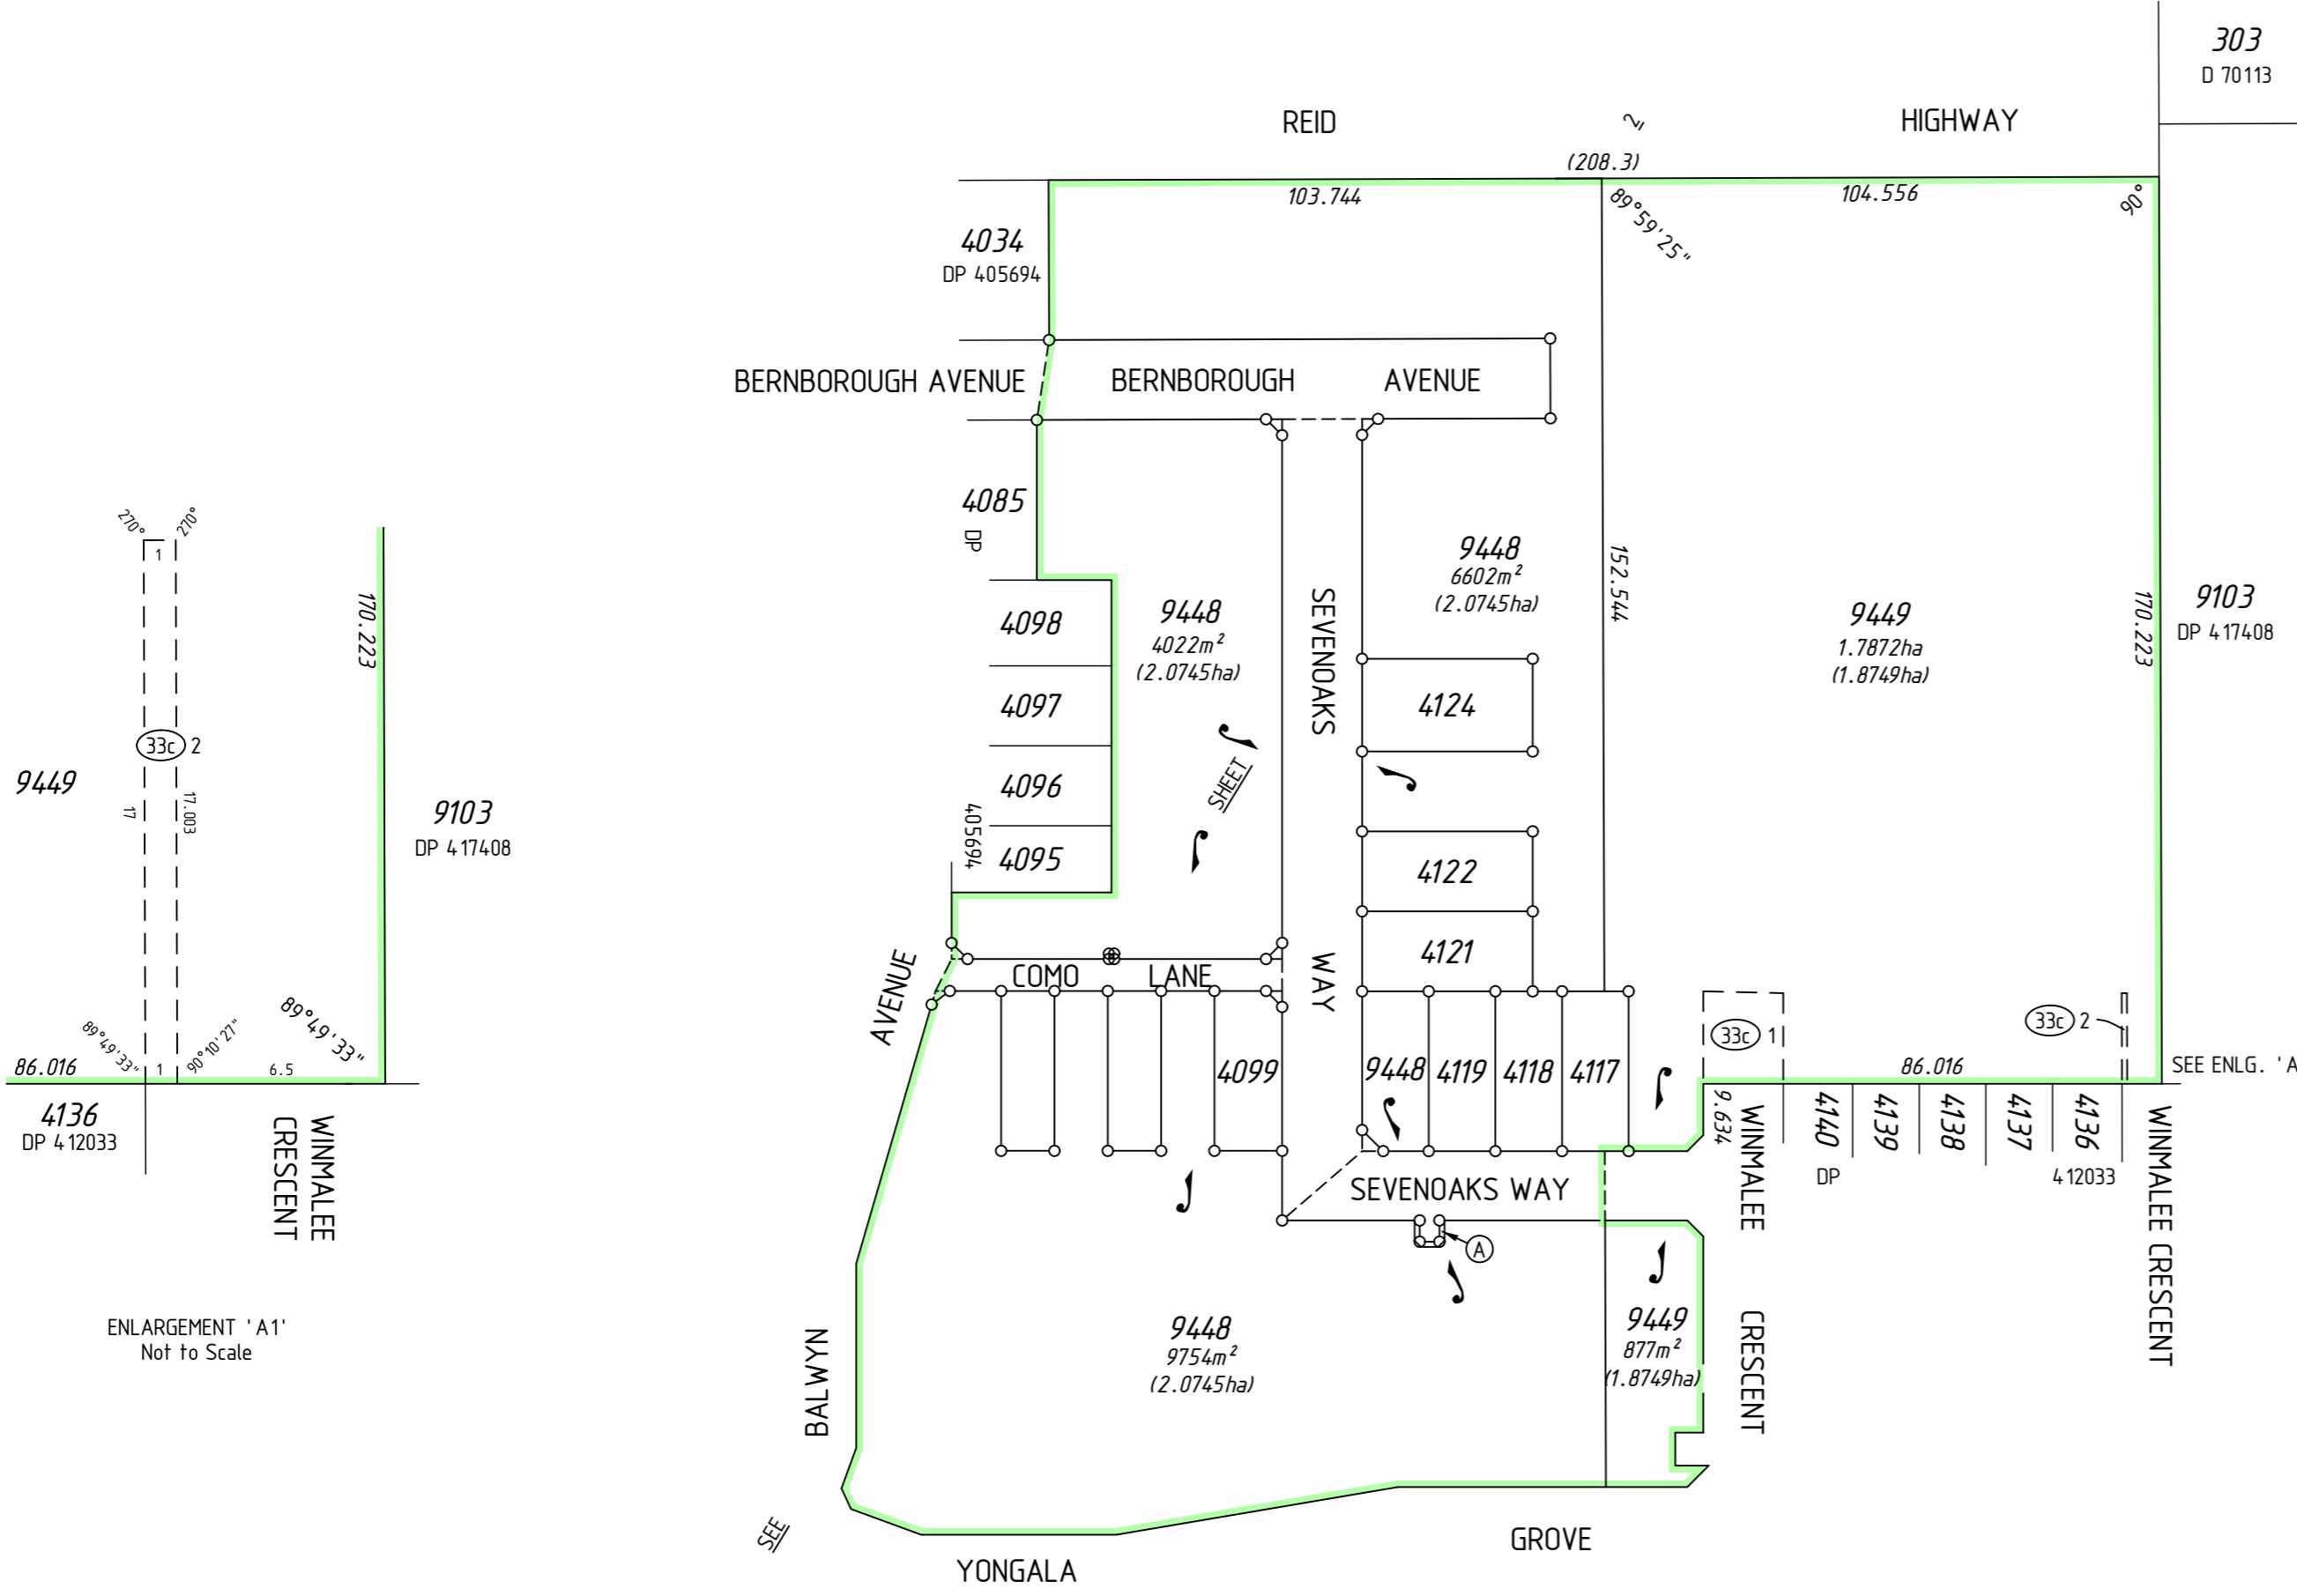 303
D 70113
REID
2
HIGHWAY
(208.3)
103.744
89°59'25"
104.556
90°
4034
DP 405694
BERNBOROUGH AVENUE
BERNBOROUGH
AVENUE
4085
DP
405694
4098
4097
4096
4095
9448
4022m²
(2.0745ha)
SHEET
SEVENOAKS
WAY
9448
6602m²
(2.0745ha)
152.544
4124
4122
4121
9449
1.7872ha
(1.8749ha)
170.223
9103
DP 417408
270°
270°
1
170.223
33c 2
9449
17
17.003
9103
DP 417408
89°49'33"
90°10'27"
89°49'33"
86.016
1
6.5
4136
DP 412033
WINMALEE
CRESCENT
ENLARGEMENT 'A1'
Not to Scale
AVENUE
COMO
LANE
4099
9448
4119
4118
4117
33c 1
33c 2
86.016
SEE ENLG. 'A
9.634
WINMALEE
4140
4139
4138
4137
4136
DP
412033
WINMALEE CRESCENT
SEVENOAKS WAY
A
BALWYN
9448
9754m²
(2.0745ha)
9449
877m²
(1.8749ha)
CRESCENT
SEE
YONGALA
GROVE